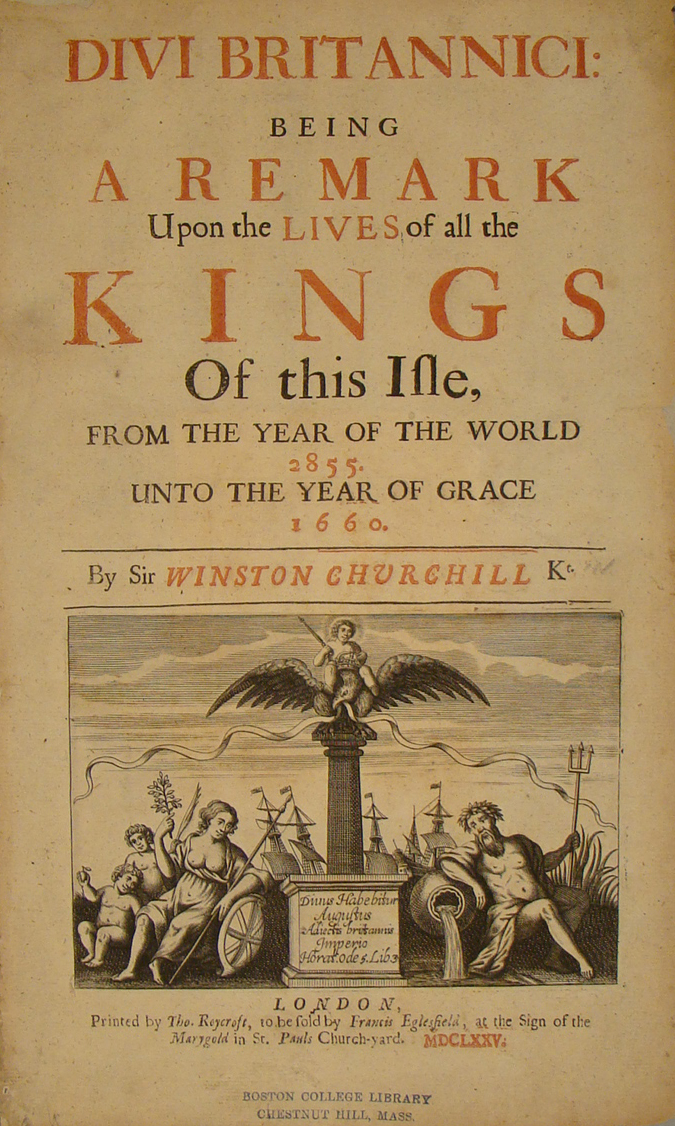 DIVI BRITANNICI:
BEING
A REMARK
Upon the LIVES, of all the
KINGS
Of this Iſle,
FROM THE YEAR OF THE WORLD
2855.
UNTO THE YEAR OF GRACE
1660.
By Sir WINSTON CHURCHILL Kt.
Divus Habebitur
Auguſtus
Adiectis britannis
Imperio
Horat. ode 5. Lib 3
LONDON,
Printed by Tho. Roycroft, to be ſold by Francis Egleſfield, at the Sign of the
Marygold in St. Pauls Church-yard. MDCLXXV.
BOSTON COLLEGE LIBRARY
CHESTNUT HILL, MASS.